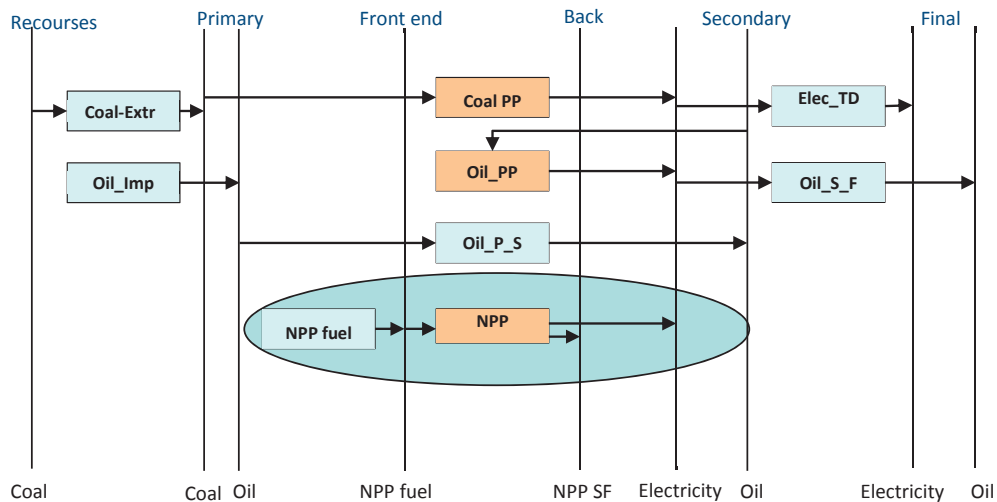 Recourses
Primary
Front end
Back
Secondary
Final
Coal-Extr
Coal PP
Elec_TD
Oil_Imp
Oil_PP
Oil_S_F
Oil_P_S
NPP fuel
NPP
Coal
Coal
Oil
NPP fuel
NPP SF
Electricity
Oil
Electricity
Oil